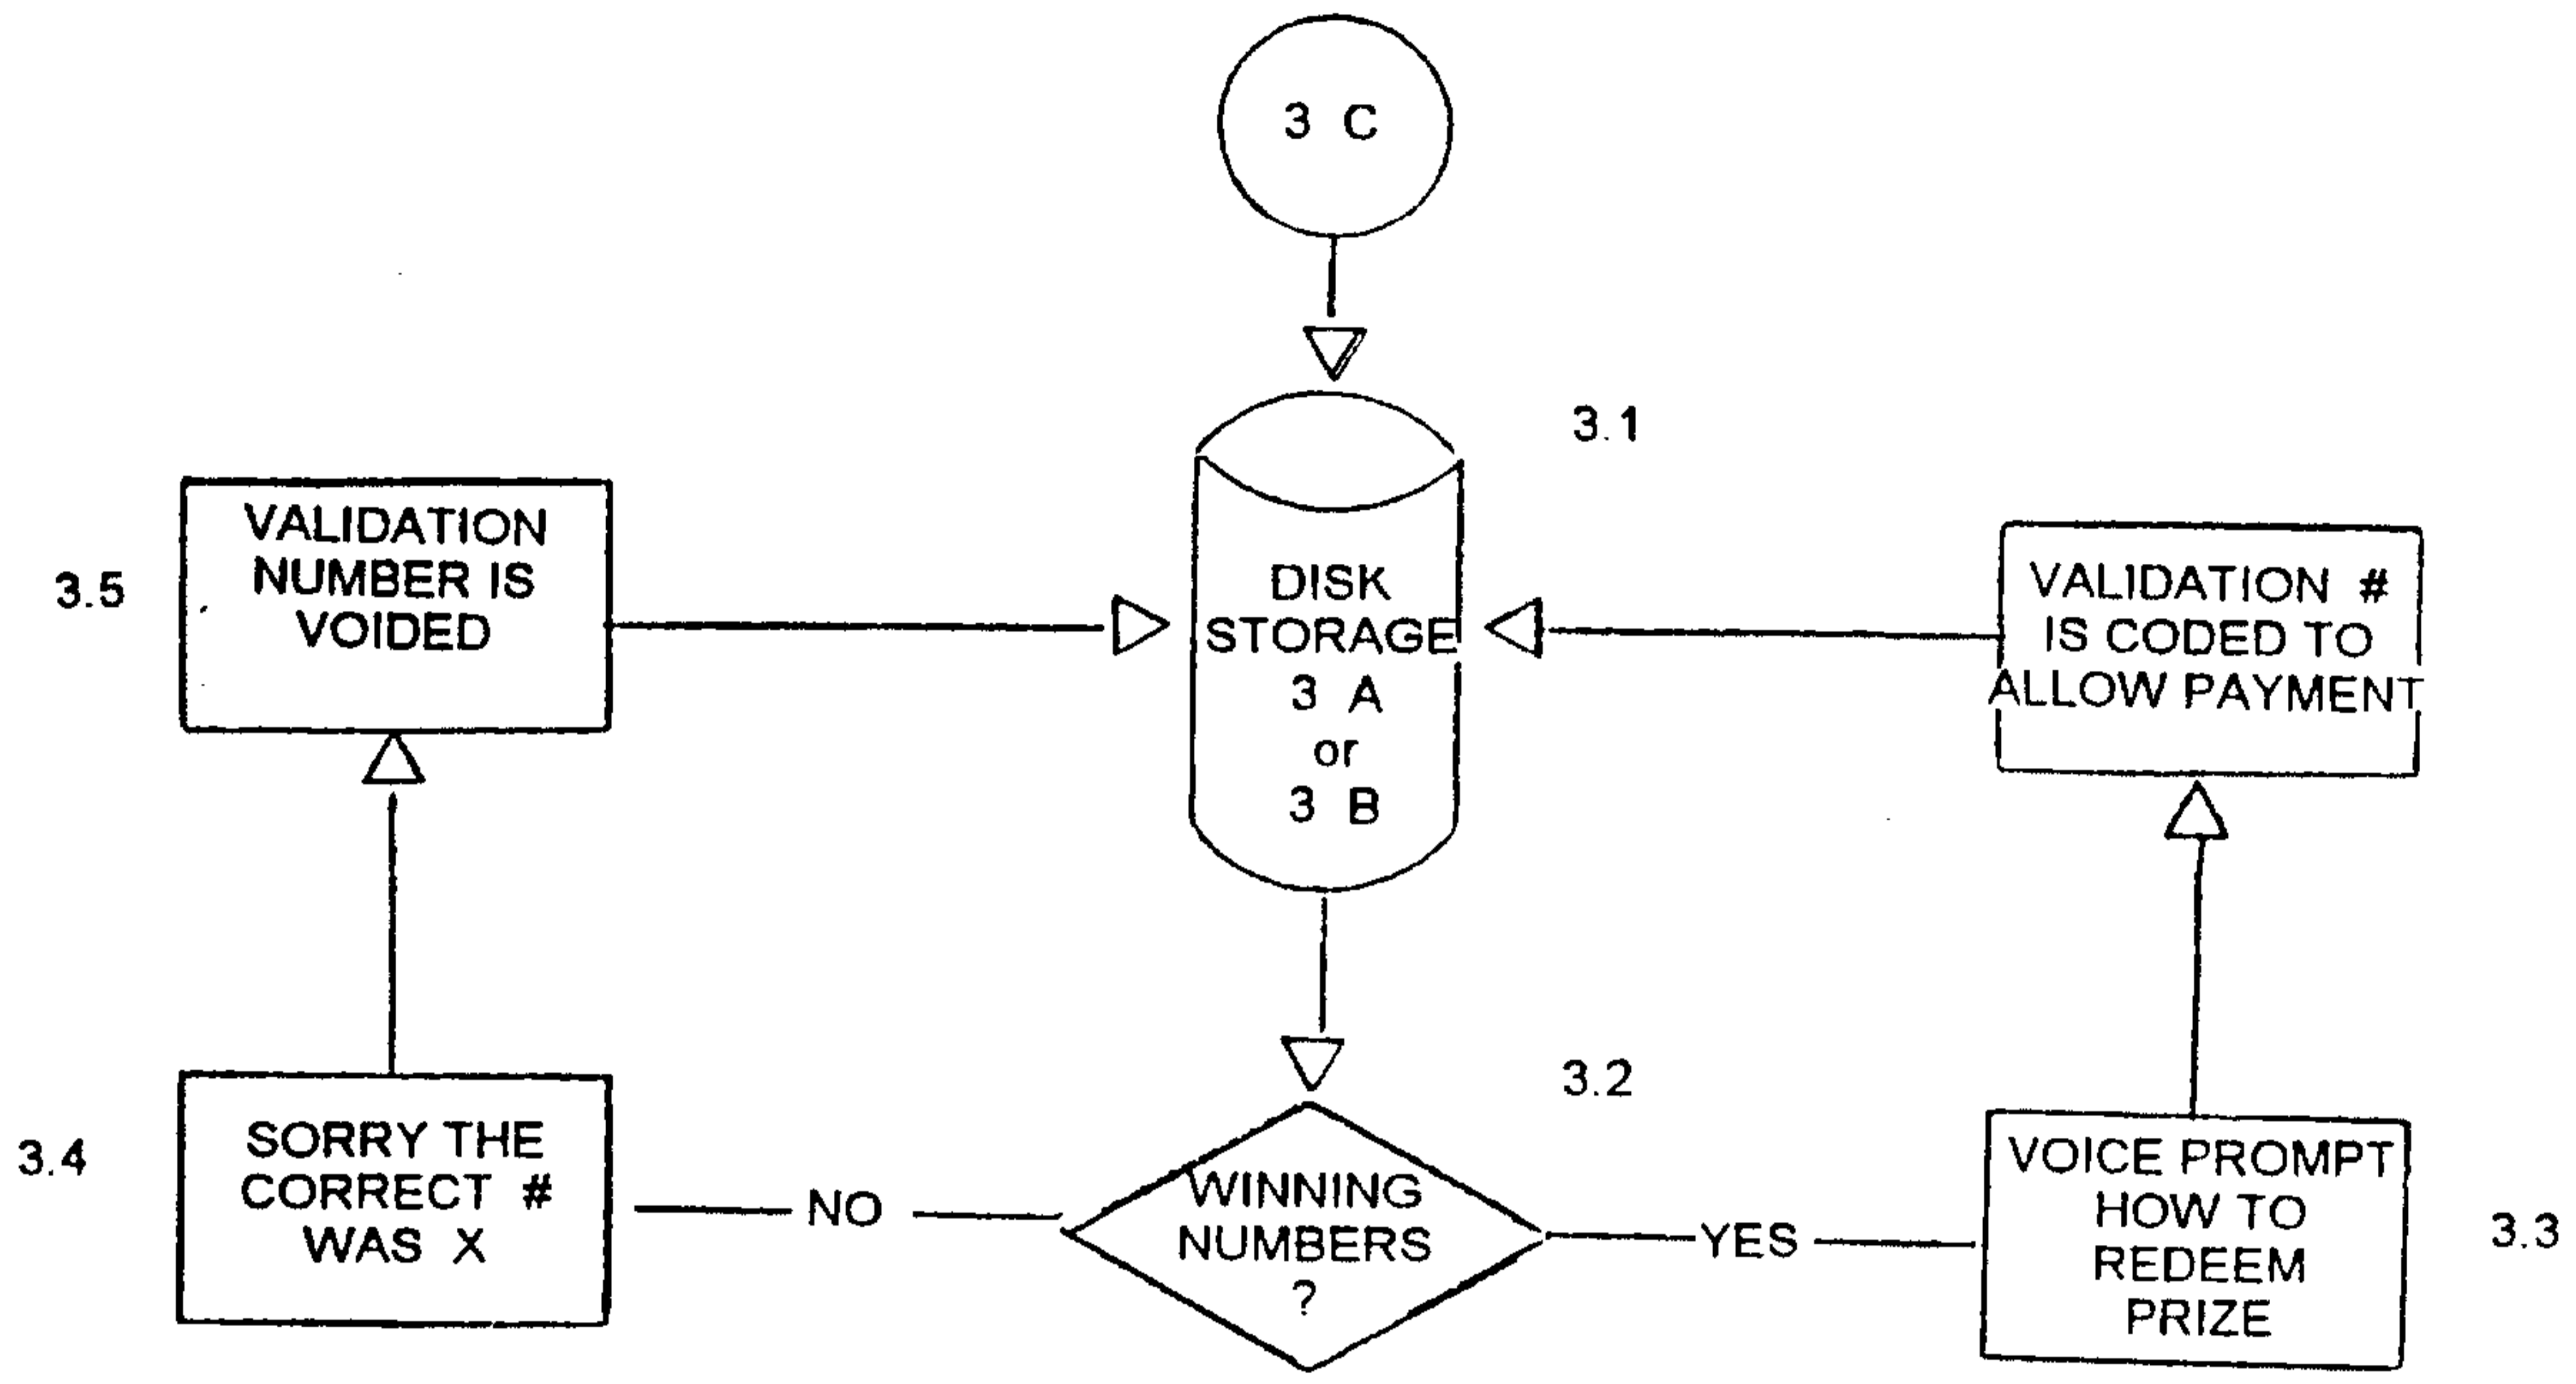 3 C
3.1
DISK
STORAGE
3 A
or
3 B
3.5
VALIDATION
NUMBER IS
VOIDED
VALIDATION #
IS CODED TO
ALLOW PAYMENT
3.2
WINNING
NUMBERS
?
NO
YES
3.4
SORRY THE
CORRECT #
WAS X
VOICE PROMPT
HOW TO
REDEEM
PRIZE
3.3